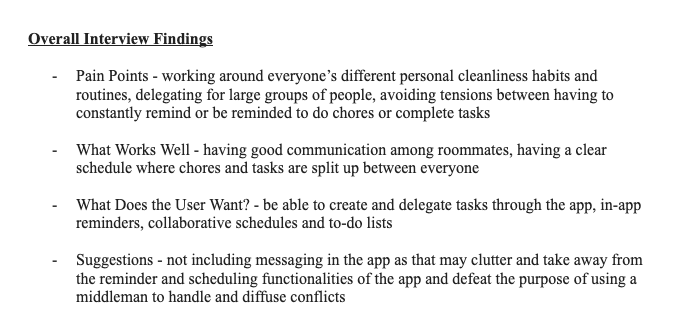 Overall Interview Findings
- Pain Points - working around everyone’s different personal cleanliness habits and
routines, delegating for large groups of people, avoiding tensions between having to
constantly remind or be reminded to do chores or complete tasks
- What Works Well - having good communication among roommates, having a clear
schedule where chores and tasks are split up between everyone
- What Does the User Want? - be able to create and delegate tasks through the app, in-app
reminders, collaborative schedules and to-do lists
- Suggestions - not including messaging in the app as that may clutter and take away from
the reminder and scheduling functionalities of the app and defeat the purpose of using a
middleman to handle and diffuse conflicts